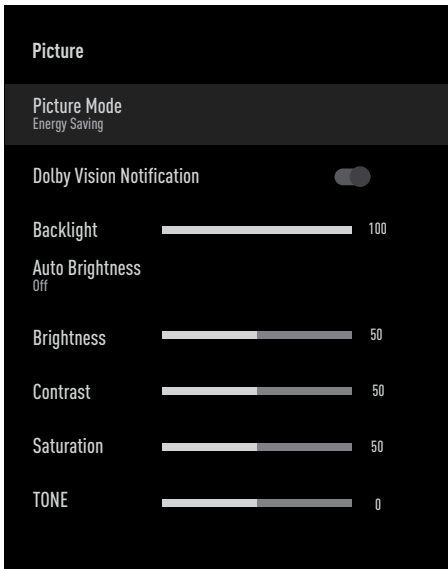 Picture
Picture Mode
Energy Saving
Dolby Vision Notification
Backlight 100
Auto Brightness
Off
Brightness 50
Contrast 50
Saturation 50
TONE 0